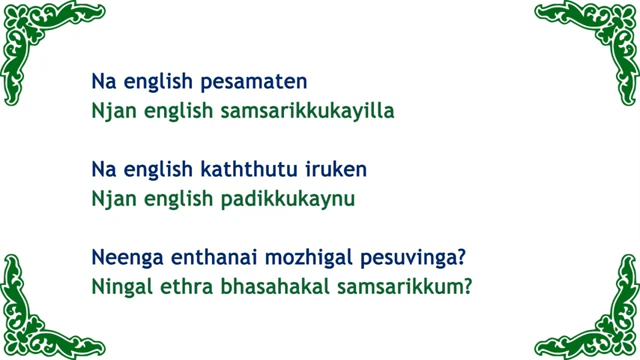 Na english pesamaten
Njan english samsarikkukayilla
Na english kaththutu iruken
Njan english padikkukaynu
Neenga enthanai mozhigal pesuvinga?
Ningal ethra bhasahakal samsarikkum?